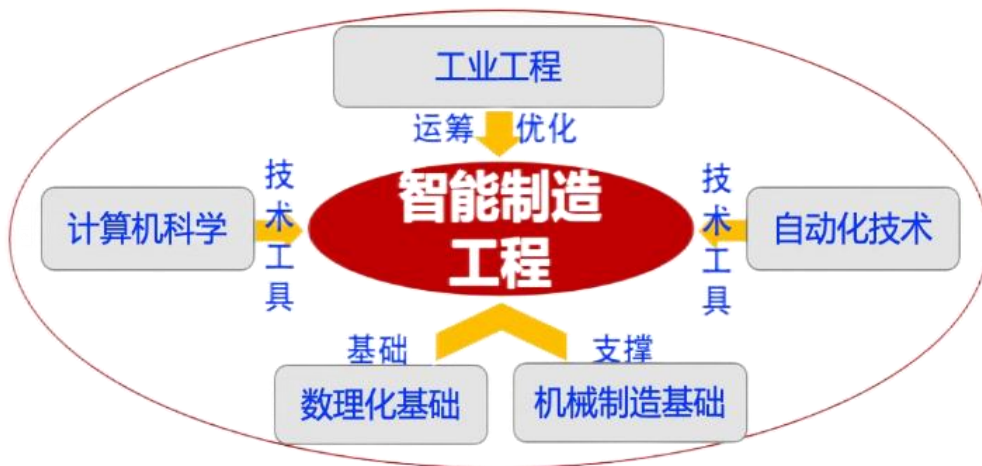 工业工程
运筹 优化
智能制造
工程
计算机科学
技术工具
技术工具
自动化技术
基础
支撑
数理化基础
机械制造基础